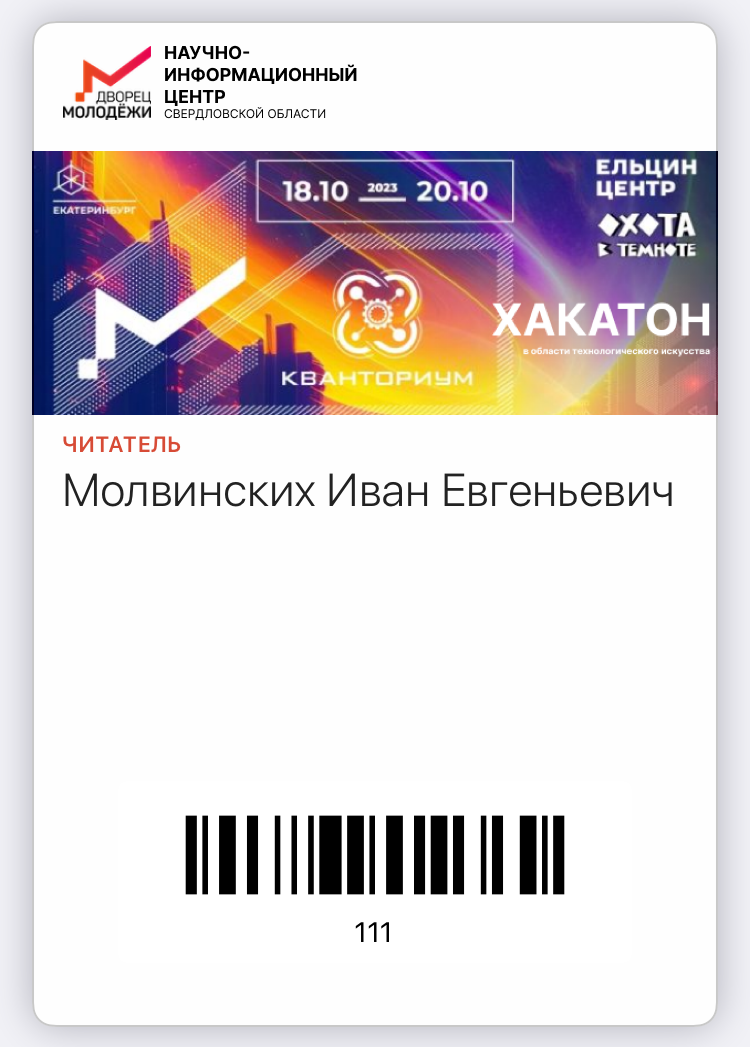 НАУЧНО-
ИНФОРМАЦИОННЫЙ
ЦЕНТР
СВЕРДЛОВСКОЙ ОБЛАСТИ
ДВОРЕЦ
МОЛОДЁЖИ
ЕКАТЕРИНБУРГ
18.10 2023 20.10
ЕЛЬЦИН
ЦЕНТР
ОХОТА
В ТЕМНОТЕ
КВАНТОРИУМ
ХАКАТОН
в области технологического искусства
ЧИТАТЕЛЬ
Молвинских Иван Евгеньевич
111